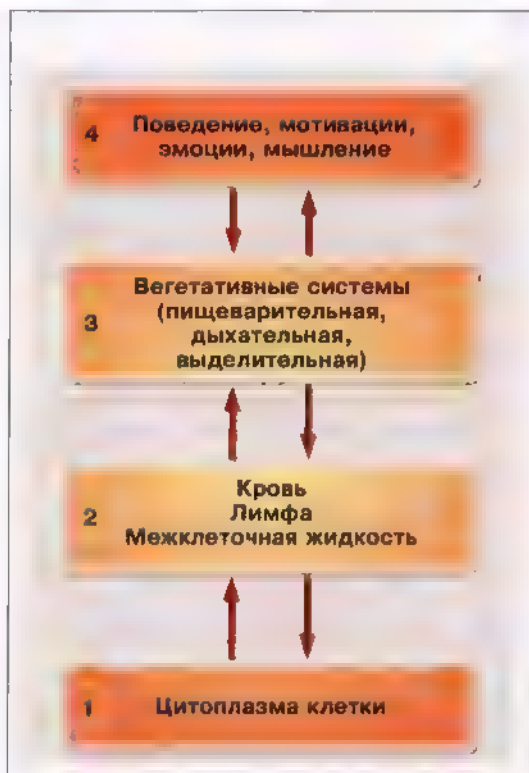 4 Поведение, мотивации,
эмоции, мышление
Вегетативные системы
(пищеварительная,
3 дыхательная,
выделительная)
Кровь
2 Лимфа
Межклеточная жидкость
1 Цитоплазма клетки